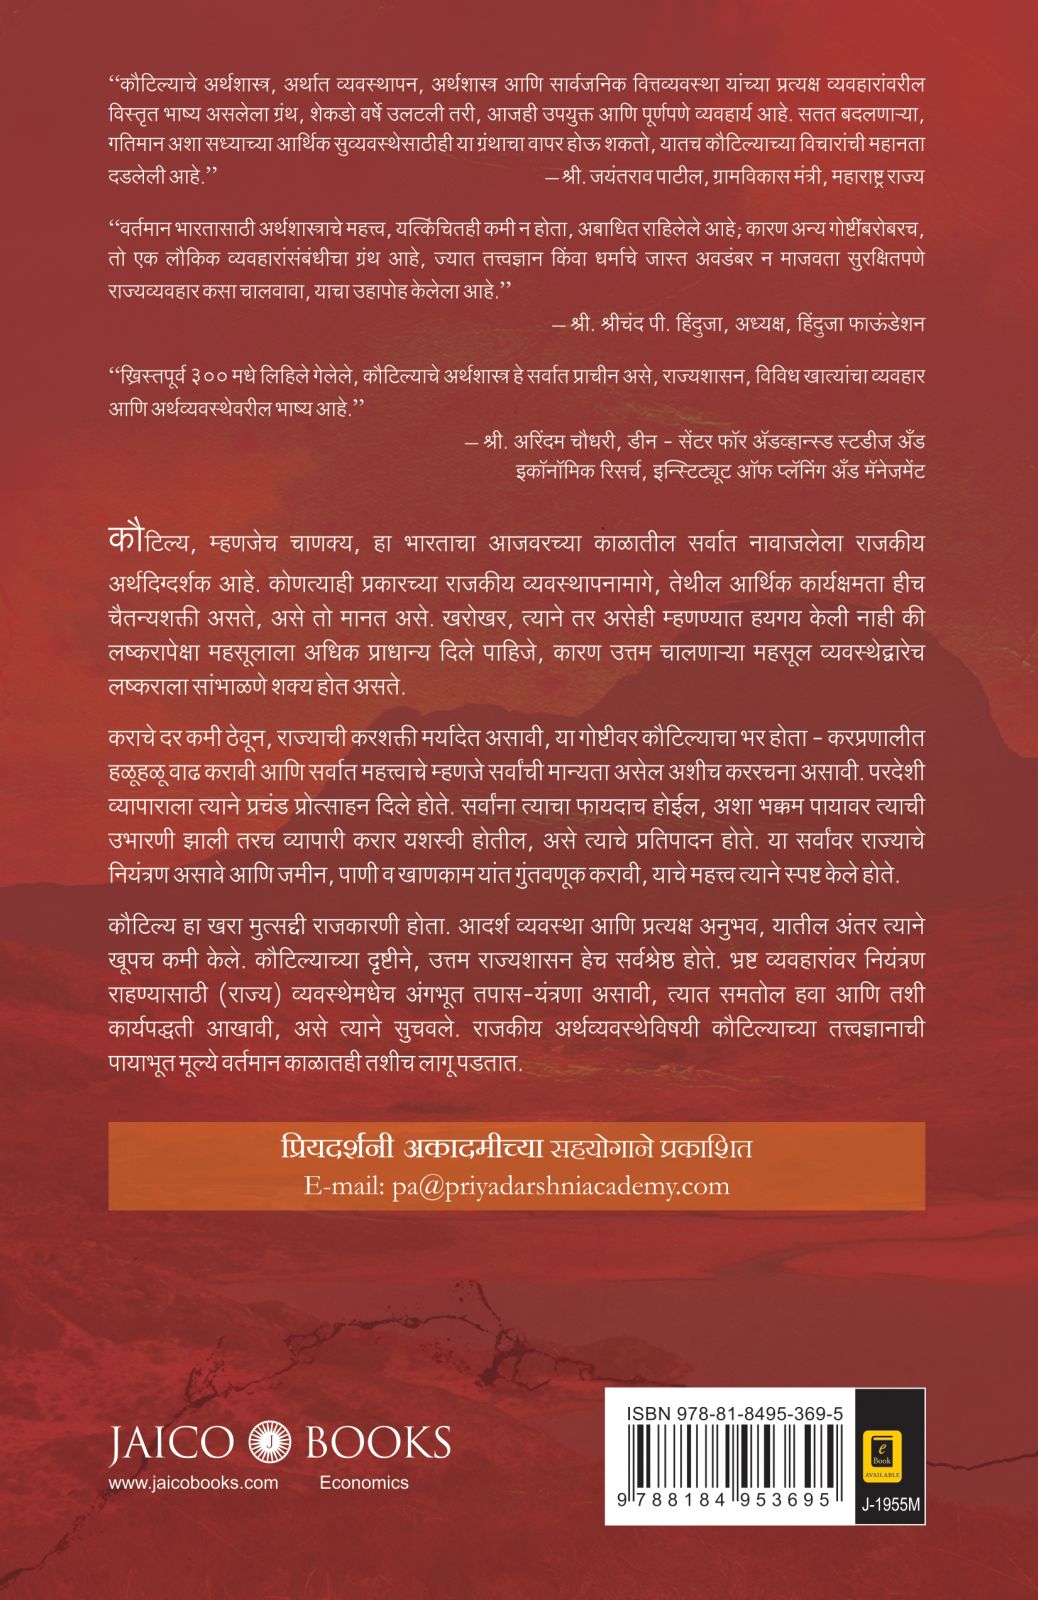 “कौटिल्याचे अर्थशास्त्र, अर्थात व्यवस्थापन, अर्थशास्त्र आणि सार्वजनिक वित्तव्यवस्था यांच्या प्रत्यक्ष व्यवहारांवरील
विस्तृत भाष्य असलेला ग्रंथ, शेकडो वर्षे उलटली तरी, आजही उपयुक्त आणि पूर्णपणे व्यवहार्य आहे. सतत बदलणाऱ्या,
गतिमान अशा सध्याच्या आर्थिक सुव्यवस्थेसाठीही या ग्रंथाचा वापर होऊ शकतो, यातच कौटिल्याच्या विचारांची महानता
दडलेली आहे.” – श्री. जयंतराव पाटील, ग्रामविकास मंत्री, महाराष्ट्र राज्य
“वर्तमान भारतासाठी अर्थशास्त्राचे महत्त्व, यत्किंचितही कमी न होता, अबाधित राहिलेले आहे; कारण अन्य गोष्टींबरोबरच,
तो एक लौकिक व्यवहारांसंबंधीचा ग्रंथ आहे, ज्यात तत्त्वज्ञान किंवा धर्माचे जास्त अवडंबर न माजवता सुरक्षितपणे
राज्यव्यवहार कसा चालवावा, याचा उहापोह केलेला आहे.”
– श्री. श्रीचंद पी. हिंदुजा, अध्यक्ष, हिंदुजा फाऊंडेशन
“ख्रिस्तपूर्व ३०० मधे लिहिले गेलेले, कौटिल्याचे अर्थशास्त्र हे सर्वात प्राचीन असे, राज्यशासन, विविध खात्यांचा व्यवहार
आणि अर्थव्यवस्थेवरील भाष्य आहे.”
– श्री. अरिंदम चौधरी, डीन - सेंटर फॉर ॲडव्हान्स्ड स्टडीज अँड
इकॉनॉमिक रिसर्च, इन्स्टिट्यूट ऑफ प्लॅनिंग अँड मॅनेजमेंट
कौटिल्य, म्हणजेच चाणक्य, हा भारताचा आजवरच्या काळातील सर्वात नावाजलेला राजकीय
अर्थदिग्दर्शक आहे. कोणत्याही प्रकारच्या राजकीय व्यवस्थापनामागे, तेथील आर्थिक कार्यक्षमता हीच
चैतन्यशक्ती असते, असे तो मानत असे. खरोखर, त्याने तर असेही म्हणण्यात हयगय केली नाही की
लष्करापेक्षा महसूलाला अधिक प्राधान्य दिले पाहिजे, कारण उत्तम चालणाऱ्या महसूल व्यवस्थेद्वारेच
लष्कराला सांभाळणे शक्य होत असते.
कराचे दर कमी ठेवून, राज्याची करशक्ती मर्यादेत असावी, या गोष्टीवर कौटिल्याचा भर होता - करप्रणालीत
हळूहळू वाढ करावी आणि सर्वात महत्त्वाचे म्हणजे सर्वांची मान्यता असेल अशीच कररचना असावी. परदेशी
व्यापाराला त्याने प्रचंड प्रोत्साहन दिले होते. सर्वांना त्याचा फायदाच होईल, अशा भक्कम पायावर त्याची
उभारणी झाली तरच व्यापारी करार यशस्वी होतील, असे त्याचे प्रतिपादन होते. या सर्वांवर राज्याचे
नियंत्रण असावे आणि जमीन, पाणी व खाणकाम यांत गुंतवणूक करावी, याचे महत्त्व त्याने स्पष्ट केले होते.
कौटिल्य हा खरा मुत्सद्दी राजकारणी होता. आदर्श व्यवस्था आणि प्रत्यक्ष अनुभव, यातील अंतर त्याने
खूपच कमी केले. कौटिल्याच्या दृष्टीने, उत्तम राज्यशासन हेच सर्वश्रेष्ठ होते. भ्रष्ट व्यवहारांवर नियंत्रण
राहण्यासाठी (राज्य) व्यवस्थेमधेच अंगभूत तपास-यंत्रणा असावी, त्यात समतोल हवा आणि तशी
कार्यपद्धती आखावी, असे त्याने सुचवले. राजकीय अर्थव्यवस्थेविषयी कौटिल्याच्या तत्त्वज्ञानाची
पायाभूत मूल्ये वर्तमान काळातही तशीच लागू पडतात.
प्रियदर्शनी अकादमीच्या सहयोगाने प्रकाशित
E-mail: pa@priyadarshniacademy.com
JAICO J BOOKS
www.jaicobooks.com Economics
ISBN 978-81-8495-369-5
9 788184 953695
e
Book
AVAILABLE
J-1955M